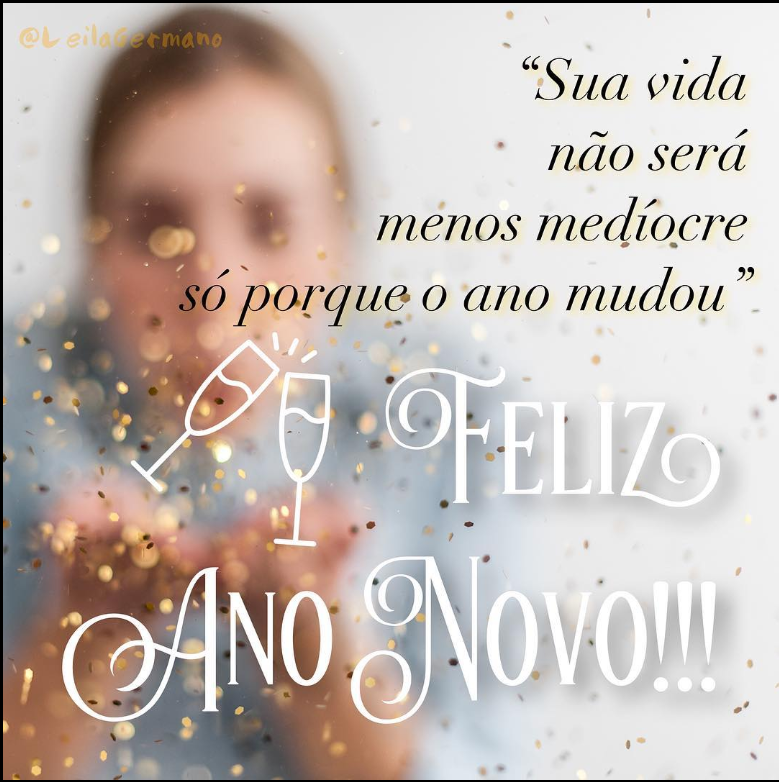 @LeilaGermano
“Sua vida
não será
menos medíocre
só porque o ano mudou”
Feliz
Ano Novo!!!